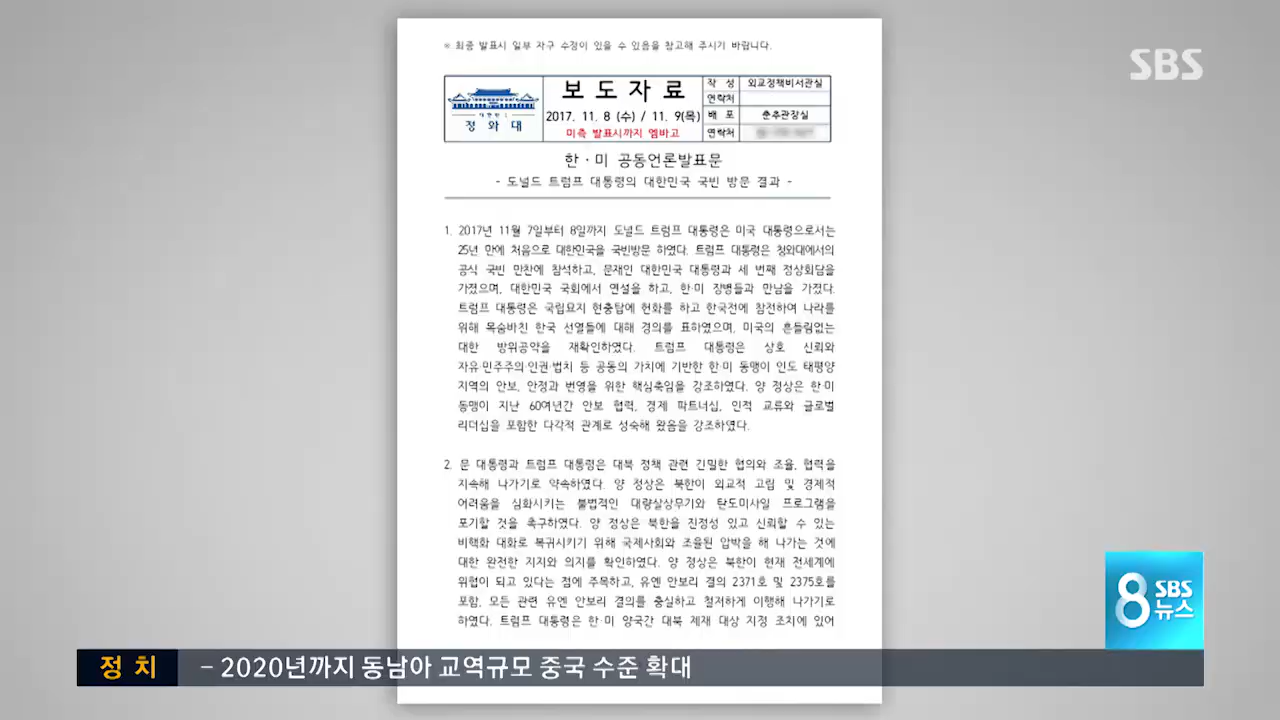 ※ 최종 발표시 일부 자구 수정이 있을 수 있음을 참고해 주시기 바랍니다.
SBS
대한민국
청와대
보도자료
2017. 11. 8 (수) / 11. 9(목)
미측 발표시까지 엠바고
작 성 외교정책비서관실
연락처
배 포 춘추관장실
연락처
한·미 공동언론발표문
- 도널드 트럼프 대통령의 대한민국 국빈 방문 결과 -
1. 2017년 11월 7일부터 8일까지 도널드 트럼프 대통령은 미국 대통령으로서는
25년 만에 처음으로 대한민국을 국빈방문 하였다. 트럼프 대통령은 청와대에서의
공식 국빈 만찬에 참석하고, 문재인 대한민국 대통령과 세 번째 정상회담을
가졌으며, 대한민국 국회에서 연설을 하고, 한·미 장병들과 만남을 가졌다.
트럼프 대통령은 국립묘지 현충탑에 헌화를 하고 한국전에 참전하여 나라를
위해 목숨바친 한국 선열들에 대해 경의를 표하였으며, 미국의 흔들림없는
대한 방위공약을 재확인하였다. 트럼프 대통령은 상호 신뢰와
자유·민주주의·인권·법치 등 공동의 가치에 기반한 한·미 동맹이 인도 태평양
지역의 안보, 안정과 번영을 위한 핵심축임을 강조하였다. 양 정상은 한·미
동맹이 지난 60여년간 안보 협력, 경제 파트너십, 인적 교류와 글로벌
리더십을 포함한 다각적 관계로 성숙해 왔음을 강조하였다.
2. 문 대통령과 트럼프 대통령은 대북 정책 관련 긴밀한 협의와 조율, 협력을
지속해 나가기로 약속하였다. 양 정상은 북한이 외교적 고립 및 경제적
어려움을 심화시키는 불법적인 대량살상무기와 탄도미사일 프로그램을
포기할 것을 촉구하였다. 양 정상은 북한을 진정성 있고 신뢰할 수 있는
비핵화 대화로 복귀시키기 위해 국제사회와 조율된 압박을 해 나가는 것에
대한 완전한 지지와 의지를 확인하였다. 양 정상은 북한이 현재 전세계에
위협이 되고 있다는 점에 주목하고, 유엔 안보리 결의 2371호 및 2375호를
포함, 모든 관련 유엔 안보리 결의를 충실하고 철저하게 이행해 나가기로
하였다. 트럼프 대통령은 한·미 양국간 대북 제재 대상 지정 조치에 있어
8 SBS
뉴스
정 치
- 2020년까지 동남아 교역규모 중국 수준 확대